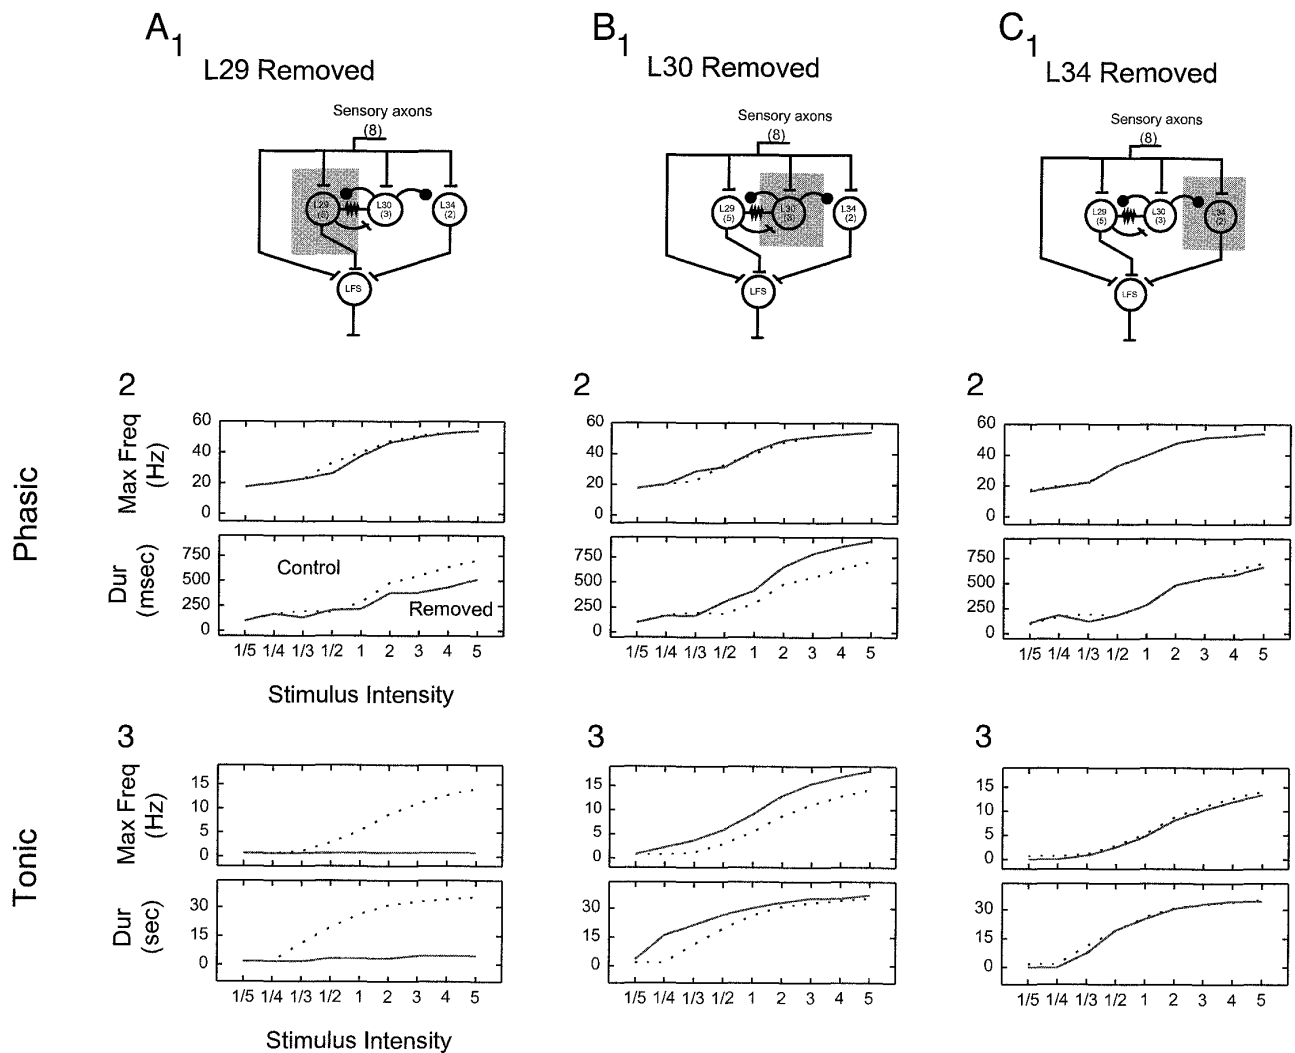 A1
L29 Removed
B1
L30 Removed
C1
L34 Removed
Sensory axons
(8)
L29
L30
(3)
L34
(2)
LFS
Sensory axons
(8)
L29
(5)
L30
(3)
L34
(2)
LFS
Sensory axons
(8)
L29
(5)
L30
(3)
L34
(2)
LFS
Phasic
2
Max Freq
(Hz)
60
40
20
0
Dur
(msec)
750
500
250
0
Control
Removed
1/5 1/4 1/3 1/2 1 2 3 4 5
Stimulus Intensity
2
60
40
20
0
750
500
250
0
1/5 1/4 1/3 1/2 1 2 3 4 5
2
60
40
20
0
750
500
250
0
1/5 1/4 1/3 1/2 1 2 3 4 5
Tonic
3
Max Freq
(Hz)
15
10
5
0
Dur
(sec)
30
15
0
1/5 1/4 1/3 1/2 1 2 3 4 5
Stimulus Intensity
3
15
10
5
0
30
15
0
1/5 1/4 1/3 1/2 1 2 3 4 5
3
15
10
5
0
30
15
0
1/5 1/4 1/3 1/2 1 2 3 4 5